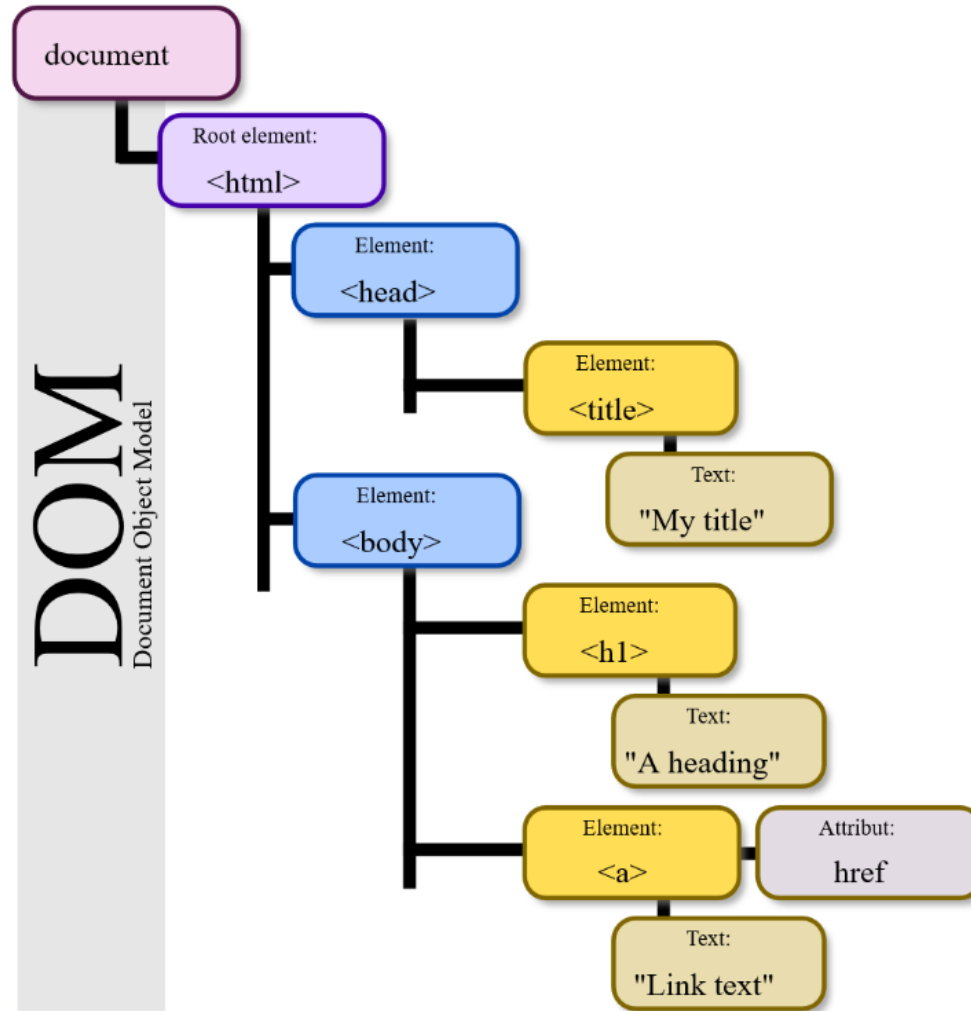 document
Root element:
<html>
Element:
<head>
Element:
<title>
Text:
"My title"
Element:
<body>
Element:
<h1>
Text:
"A heading"
Element:
<a>
Attribut:
href
Text:
"Link text"
DOM
Document Object Model